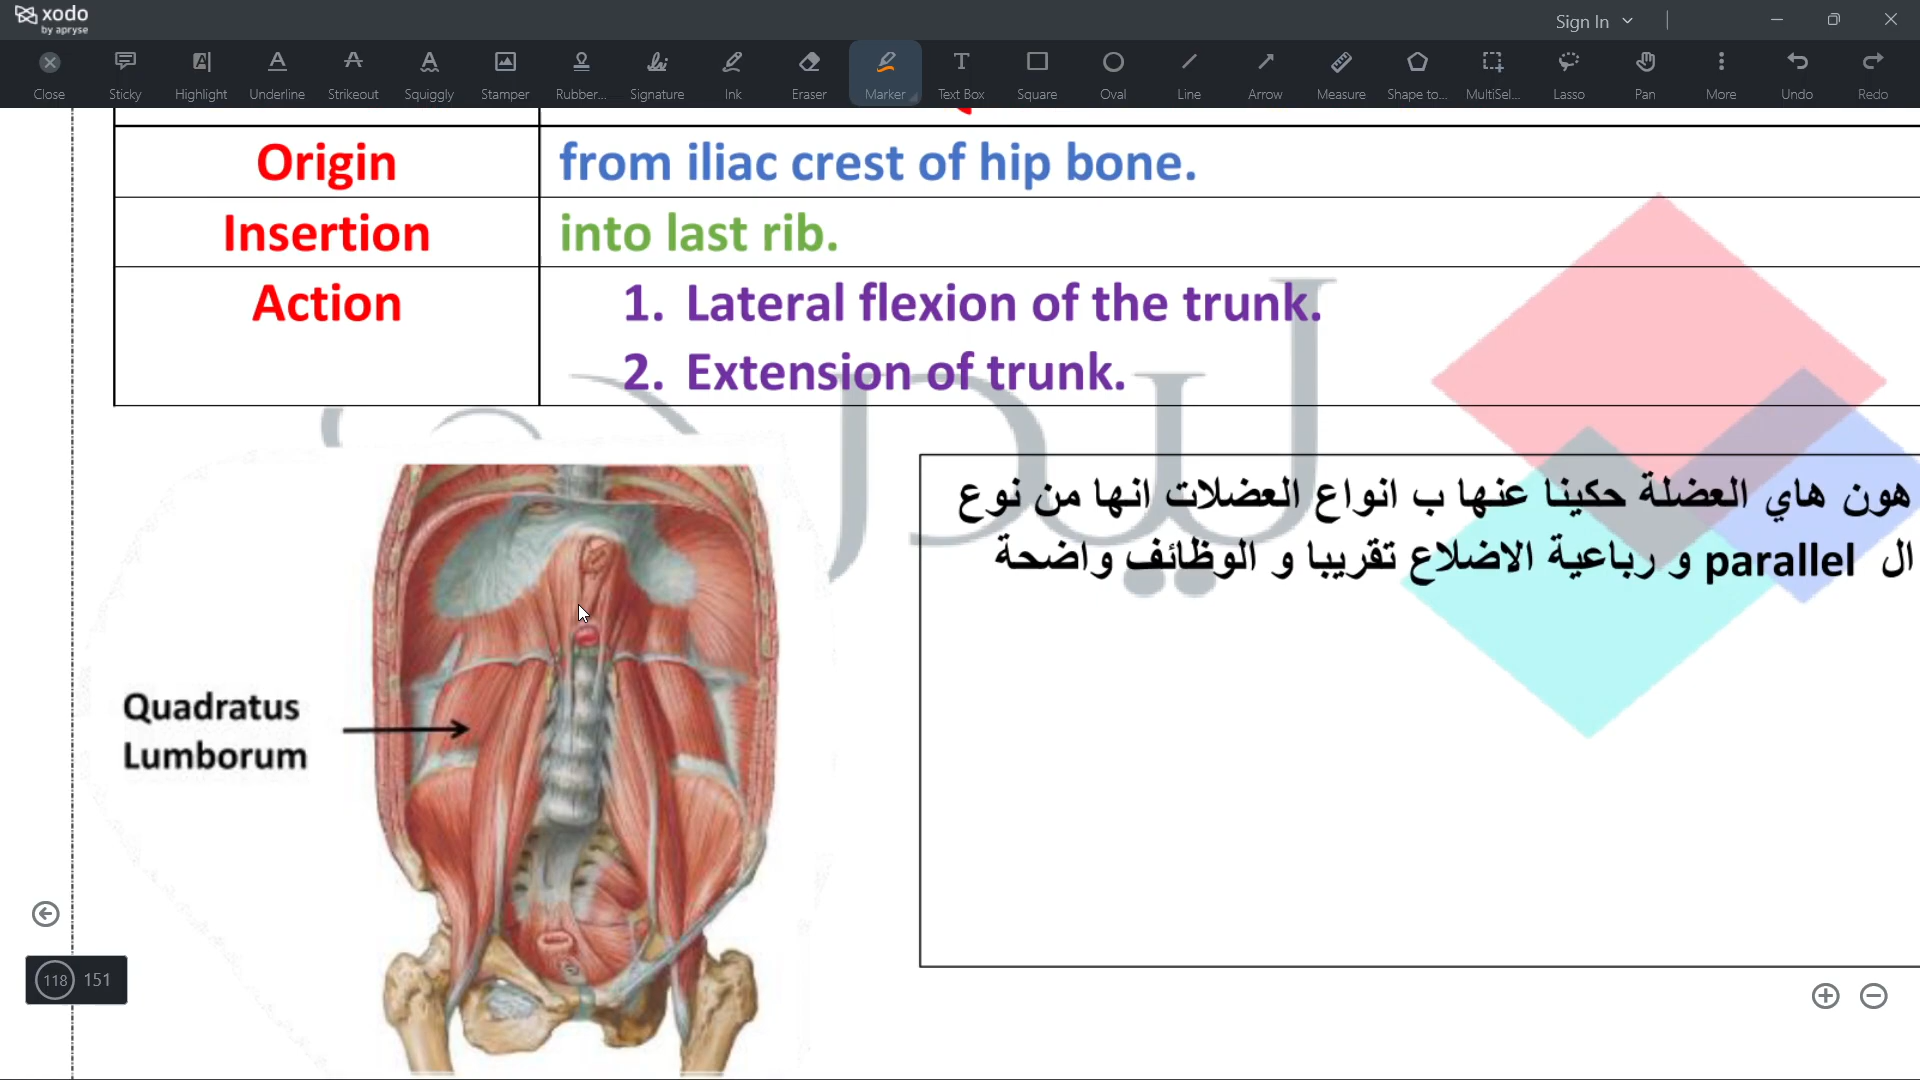 xodo
by apryse
Sign In
Close
Sticky
Highlight
Underline
Strikeout
Squiggly
Stamper
Rubber...
Signature
Ink
Eraser
Marker
Text Box
Square
Oval
Line
Arrow
Measure
Shape to...
MultiSel...
Lasso
Pan
More
Undo
Redo
Origin
from iliac crest of hip bone.
Insertion
into last rib.
Action
1. Lateral flexion of the trunk.
2. Extension of trunk.
هون هاي العضلة حكينا عنها ب انواع العضلات انها من نوع
ال parallel و رباعية الاضلاع تقريبا و الوظائف واضحة
Quadratus
Lumborum
118 151